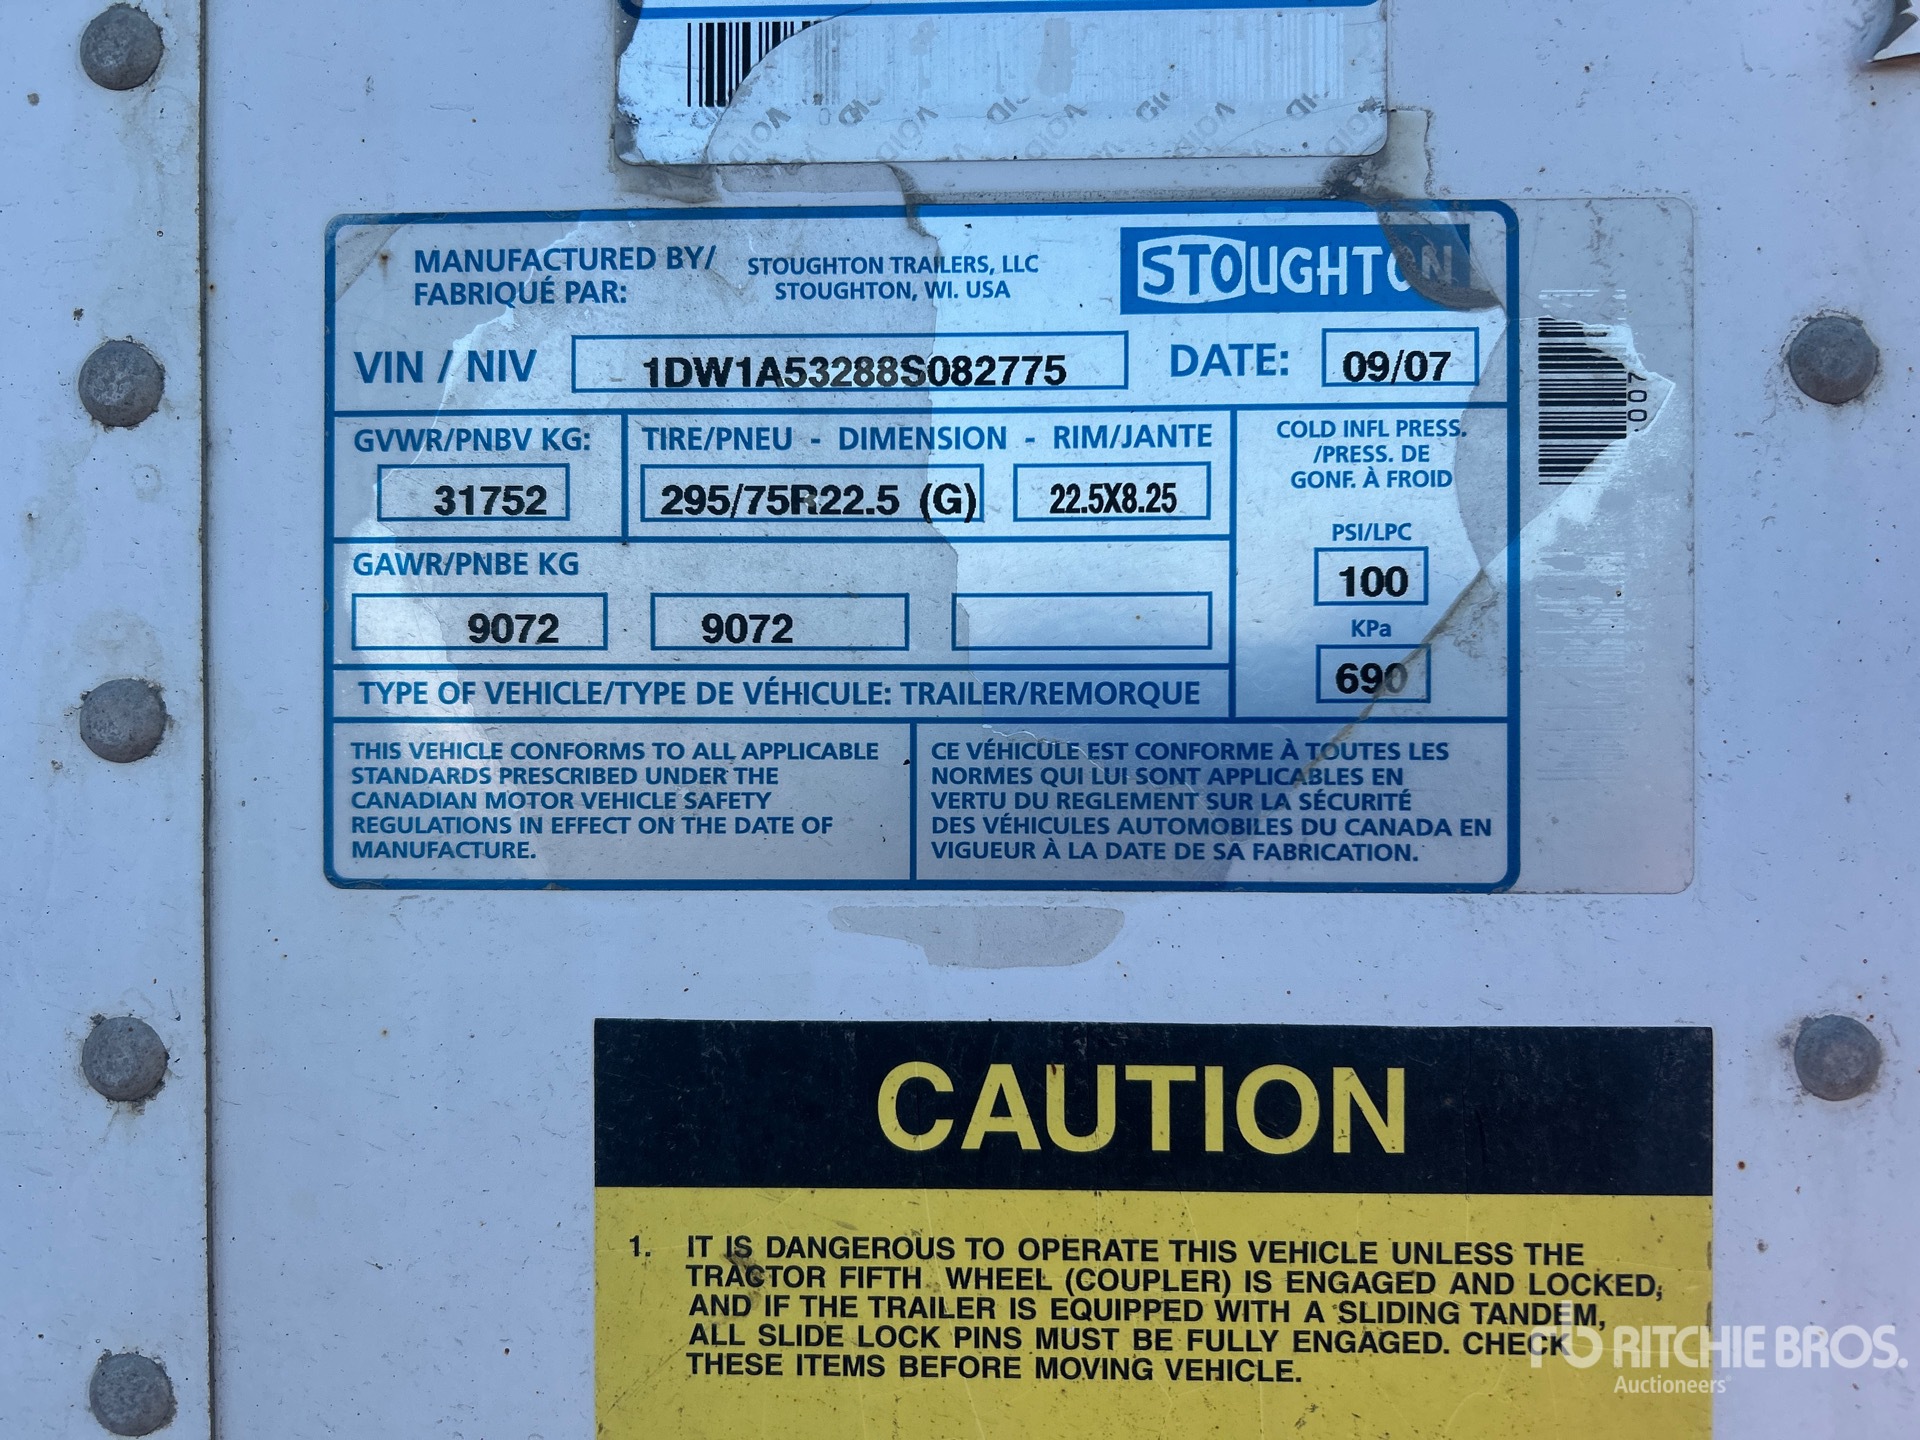 MANUFACTURED BY/
FABRIQUÉ PAR:
STOUGHTON TRAILERS, LLC
STOUGHTON, WI. USA
STOUGHTON
VIN / NIV
1DW1A53288S082775
DATE:
09/07
GVWR/PNBV KG:
31752
TIRE/PNEU - DIMENSION - RIM/JANTE
295/75R22.5 (G)
22.5X8.25
COLD INFL PRESS.
/PRESS. DE
GONF. À FROID
PSI/LPC
100
KPa
690
GAWR/PNBE KG
9072
9072
TYPE OF VEHICLE/TYPE DE VÉHICULE: TRAILER/REMORQUE
THIS VEHICLE CONFORMS TO ALL APPLICABLE
STANDARDS PRESCRIBED UNDER THE
CANADIAN MOTOR VEHICLE SAFETY
REGULATIONS IN EFFECT ON THE DATE OF
MANUFACTURE.
CE VÉHICULE EST CONFORME À TOUTES LES
NORMES QUI LUI SONT APPLICABLES EN
VERTU DU REGLEMENT SUR LA SÉCURITÉ
DES VÉHICULES AUTOMOBILES DU CANADA EN
VIGUEUR À LA DATE DE SA FABRICATION.
007
CAUTION
1. IT IS DANGEROUS TO OPERATE THIS VEHICLE UNLESS THE
TRACTOR FIFTH WHEEL (COUPLER) IS ENGAGED AND LOCKED;
AND IF THE TRAILER IS EQUIPPED WITH A SLIDING TANDEM,
ALL SLIDE LOCK PINS MUST BE FULLY ENGAGED. CHECK
THESE ITEMS BEFORE MOVING VEHICLE.
rb RITCHIE BROS.
Auctioneers